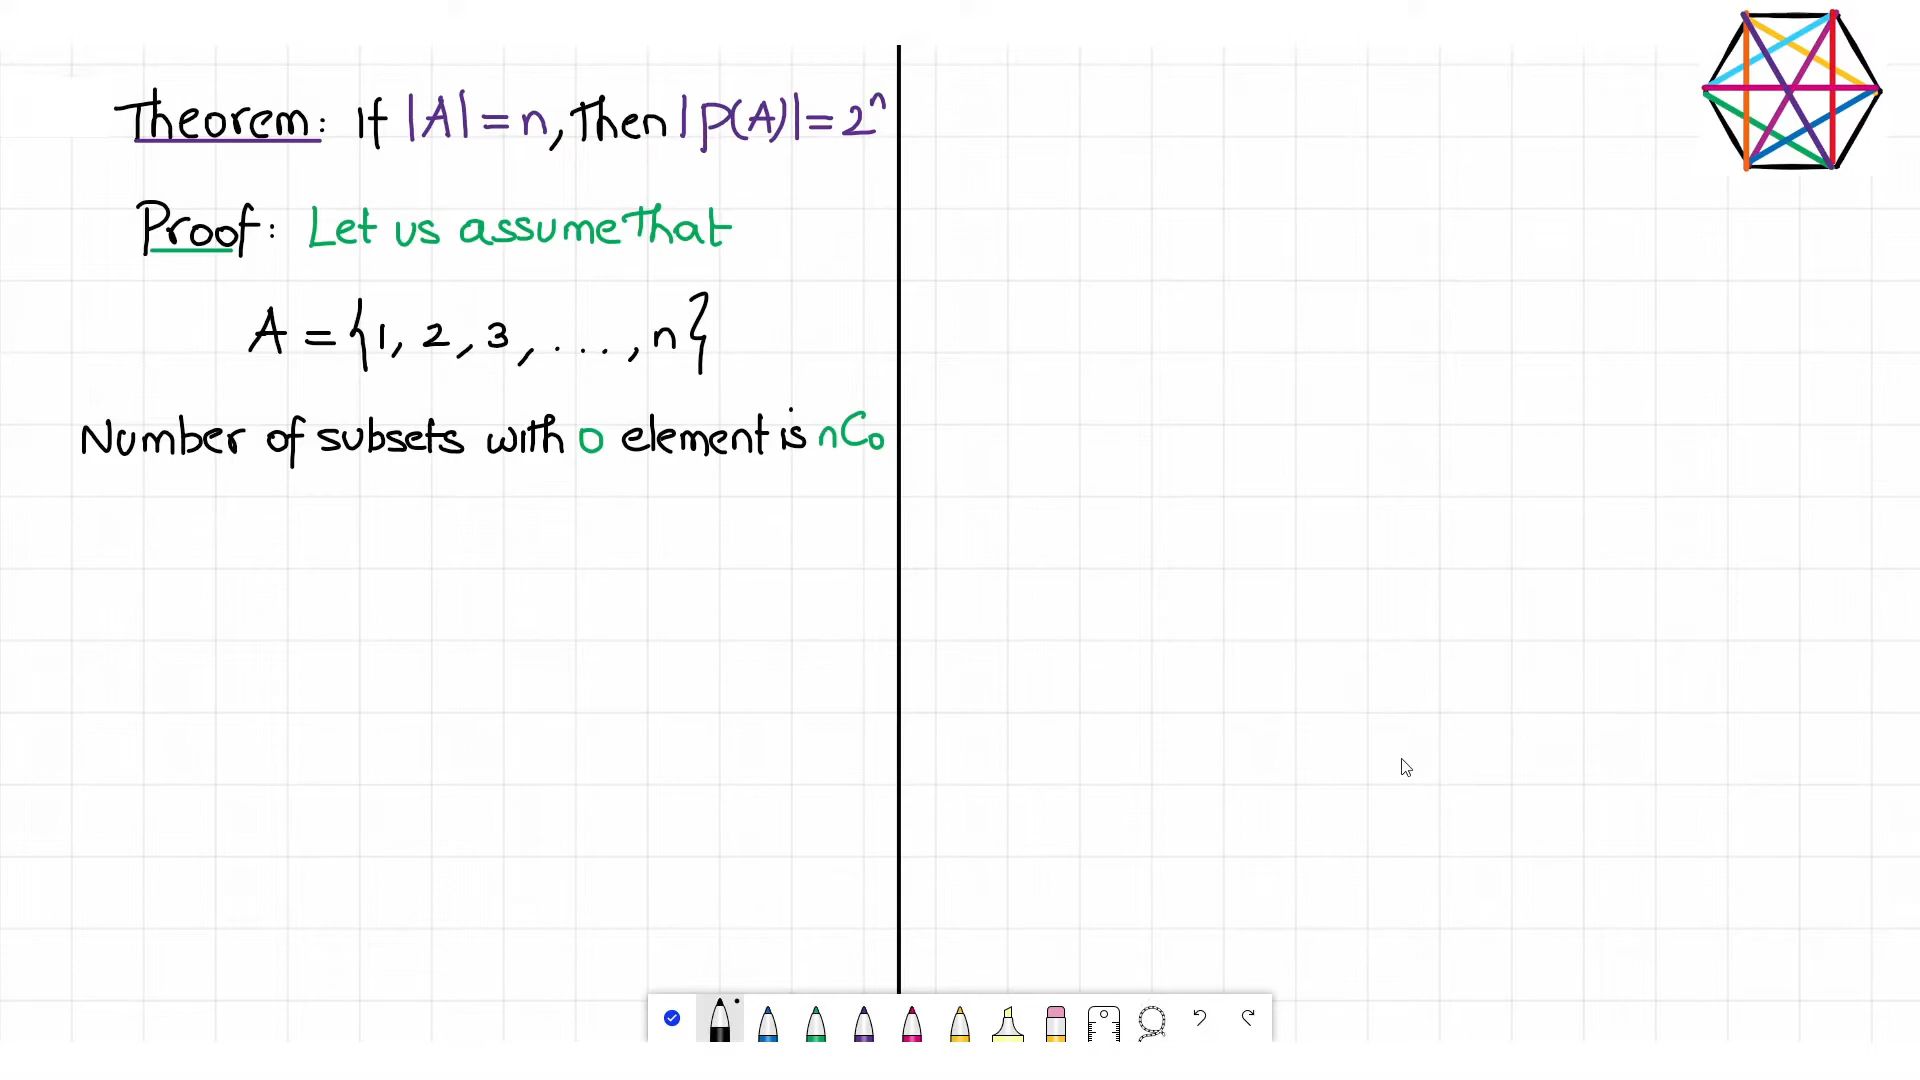 Theorem: If |A| = n, then |P(A)| = 2ⁿ
Proof: Let us assume that
A = {1, 2, 3, ...., n}
Number of subsets with 0 element is nC₀